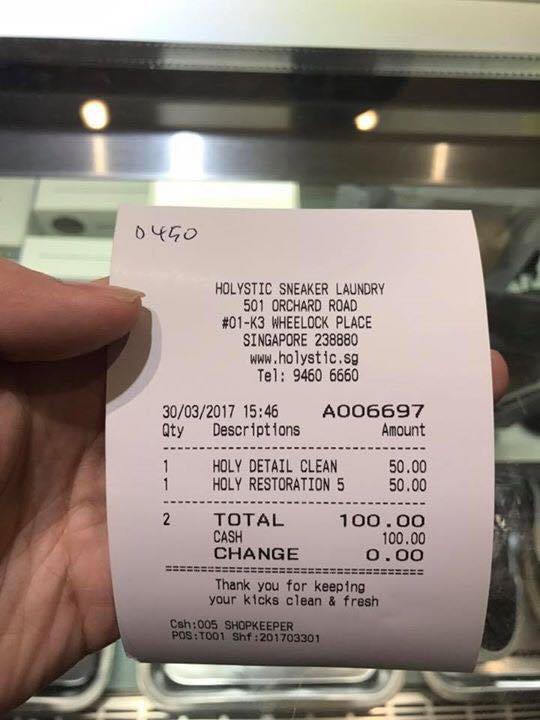 0450
HOLYSTIC SNEAKER LAUNDRY
501 ORCHARD ROAD
#01-K3 WHEELOCK PLACE
SINGAPORE 238880
www.holystic.sg
Tel: 9460 6660
30/03/2017 15:46 A006697
Qty Descriptions Amount
1 HOLY DETAIL CLEAN 50.00
1 HOLY RESTORATION 5 50.00
2 TOTAL 100.00
CASH 100.00
CHANGE 0.00
Thank you for keeping
your kicks clean & fresh
Csh:005 SHOPKEEPER
POS:T001 Shf:201703301